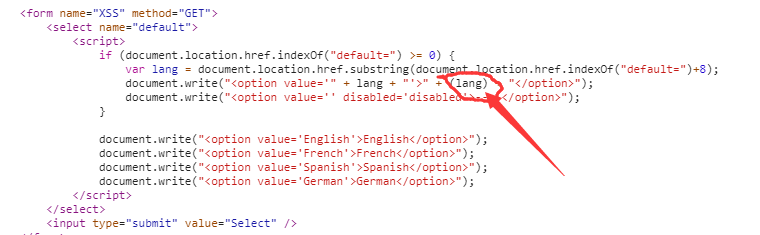 <form name="XSS" method="GET">
<select name="default">
<script>
if (document.location.href.indexOf("default=") >= 0) {
var lang = document.location.href.substring(document.location.href.indexOf("default=")+8);
document.write("<option value='" + lang + "'>" + (lang) "</option>");
document.write("<option value='' disabled='disabled'> </option>");
}
document.write("<option value='English'>English</option>");
document.write("<option value='French'>French</option>");
document.write("<option value='Spanish'>Spanish</option>");
document.write("<option value='German'>German</option>");
</script>
</select>
<input type="submit" value="Select" />